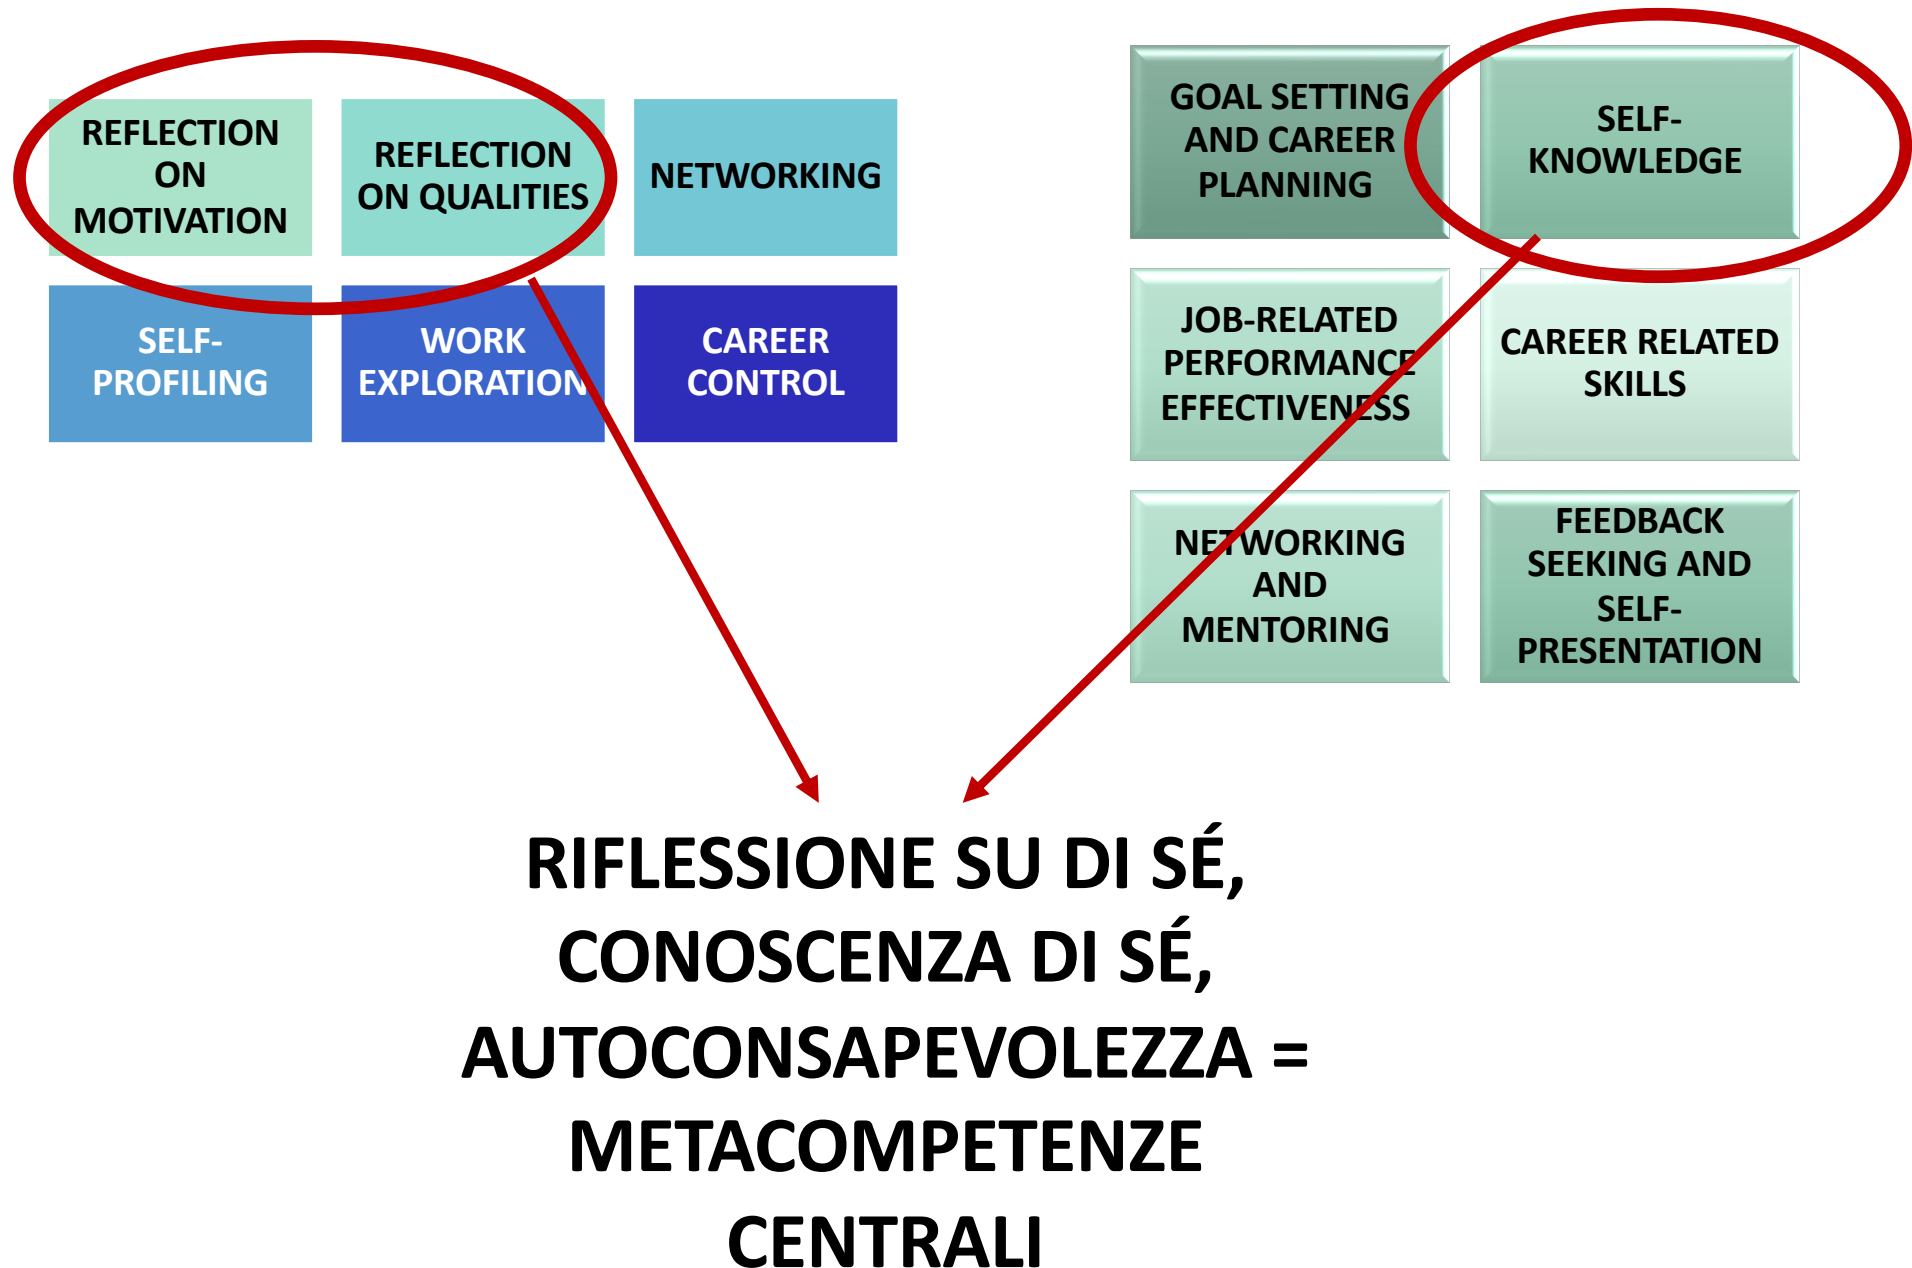 REFLECTION
ON
MOTIVATION
REFLECTION
ON QUALITIES
NETWORKING
SELF-
PROFILING
WORK
EXPLORATION
CAREER
CONTROL
GOAL SETTING
AND CAREER
PLANNING
SELF-
KNOWLEDGE
JOB-RELATED
PERFORMANCE
EFFECTIVENESS
CAREER RELATED
SKILLS
NETWORKING
AND
MENTORING
FEEDBACK
SEEKING AND
SELF-
PRESENTATION
RIFLESSIONE SU DI SÉ,
CONOSCENZA DI SÉ,
AUTOCONSAPEVOLEZZA =
METACOMPETENZE
CENTRALI